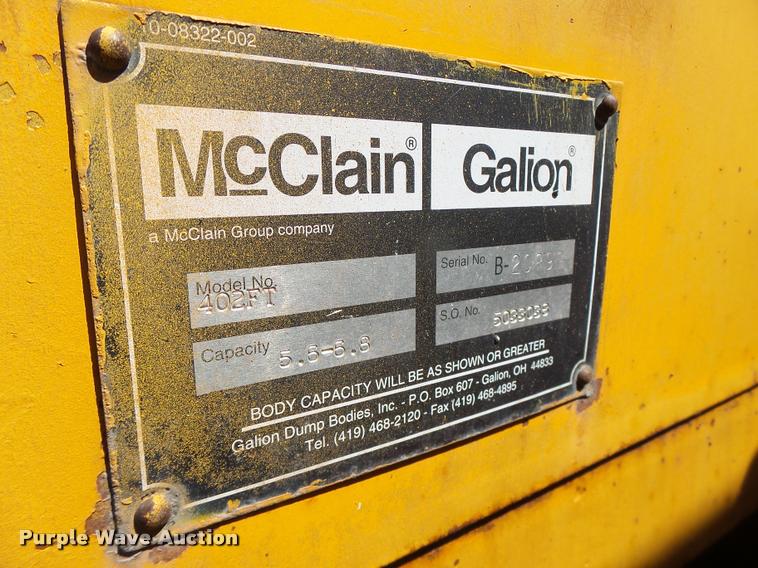 10-08322-002
McClain® Galion®
a McClain Group company
Model No. 402FT
Serial No. B-
Capacity 5.6-6.8
S.O. No.
BODY CAPACITY WILL BE AS SHOWN OR GREATER
Galion Dump Bodies, Inc. - P.O. Box 607 - Galion, OH 44833
Tel. (419) 468-2120 - Fax (419) 468-4895
Purple Wave Auction